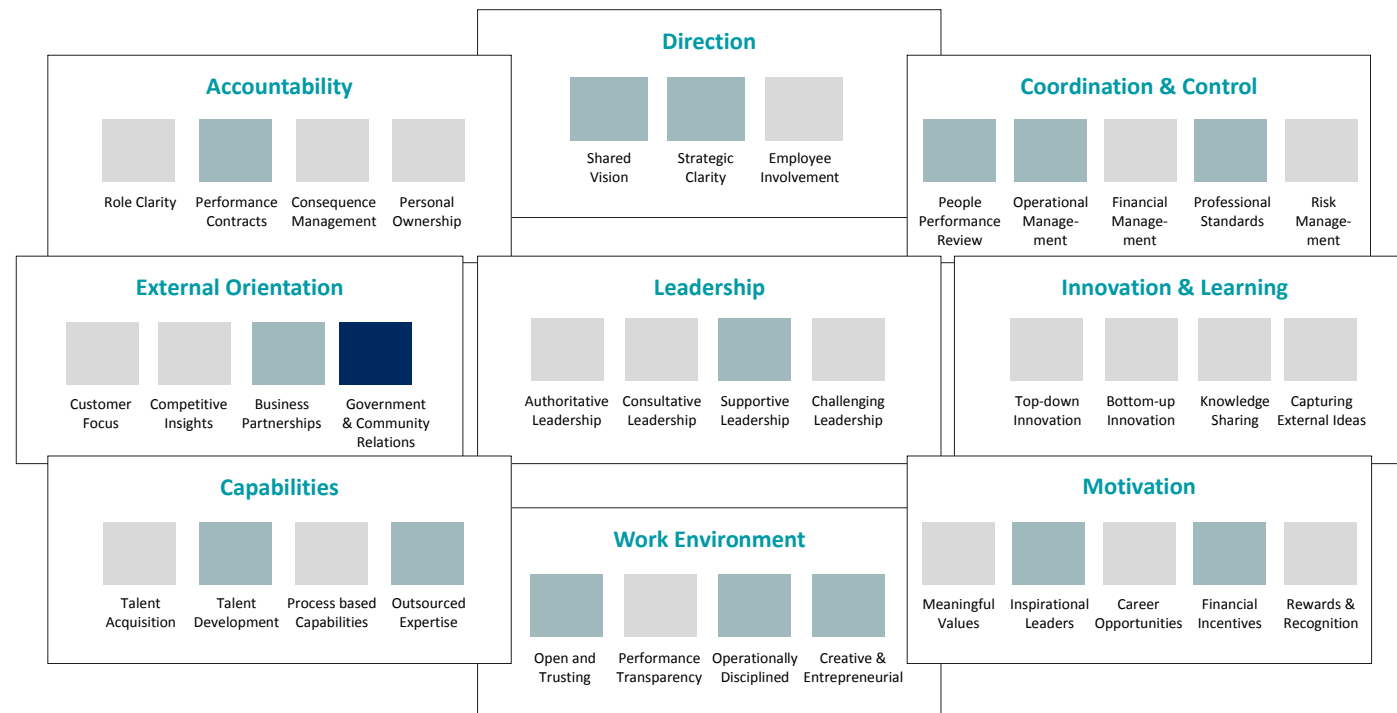 Direction
Shared
Vision
Strategic
Clarity
Employee
Involvement
Accountability
Role Clarity
Performance
Contracts
Consequence
Management
Personal
Ownership
Coordination & Control
People
Performance
Review
Operational
Manage-
ment
Financial
Manage-
ment
Professional
Standards
Risk
Manage-
ment
External Orientation
Customer
Focus
Competitive
Insights
Business
Partnerships
Government
& Community
Relations
Leadership
Authoritative
Leadership
Consultative
Leadership
Supportive
Leadership
Challenging
Leadership
Innovation & Learning
Top-down
Innovation
Bottom-up
Innovation
Knowledge
Sharing
Capturing
External Ideas
Capabilities
Talent
Acquisition
Talent
Development
Process based
Capabilities
Outsourced
Expertise
Work Environment
Open and
Trusting
Performance
Transparency
Operationally
Disciplined
Creative &
Entrepreneurial
Motivation
Meaningful
Values
Inspirational
Leaders
Career
Opportunities
Financial
Incentives
Rewards &
Recognition